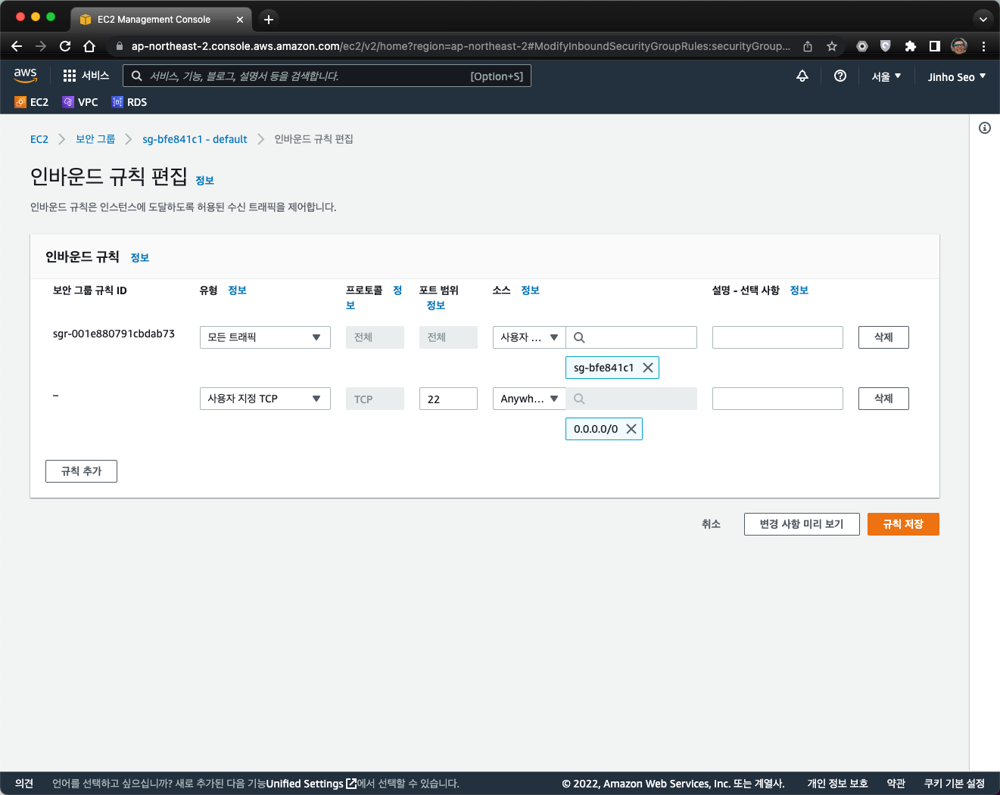 EC2 Management Console
ap-northeast-2.console.aws.amazon.com/ec2/v2/home?region=ap-northeast-2#ModifyInboundSecurityGroupRules:securityGroup...
aws 서비스 서비스, 기능, 블로그, 설명서 등을 검색합니다. [Option+S] 서울 Jinho Seo
EC2 VPC RDS
EC2 보안 그룹 sg-bfe841c1 - default 인바운드 규칙 편집
인바운드 규칙 편집 정보
인바운드 규칙은 인스턴스에 도달하도록 허용된 수신 트래픽을 제어합니다.
인바운드 규칙 정보
보안 그룹 규칙 ID 유형 정보 프로토콜 정보 포트 범위 정보 소스 정보 설명 - 선택 사항 정보
sgr-001e880791cbdab73 모든 트래픽 전체 전체 사용자 ... 삭제
sg-bfe841c1
– 사용자 지정 TCP TCP 22 Anywh... 삭제
0.0.0.0/0
규칙 추가
취소 변경 사항 미리 보기 규칙 저장
의견 언어를 선택하고 싶으십니까? 새로 추가된 다음 기능Unified Settings에서 선택할 수 있습니다. © 2022, Amazon Web Services, Inc. 또는 계열사. 개인 정보 보호 약관 쿠키 기본 설정